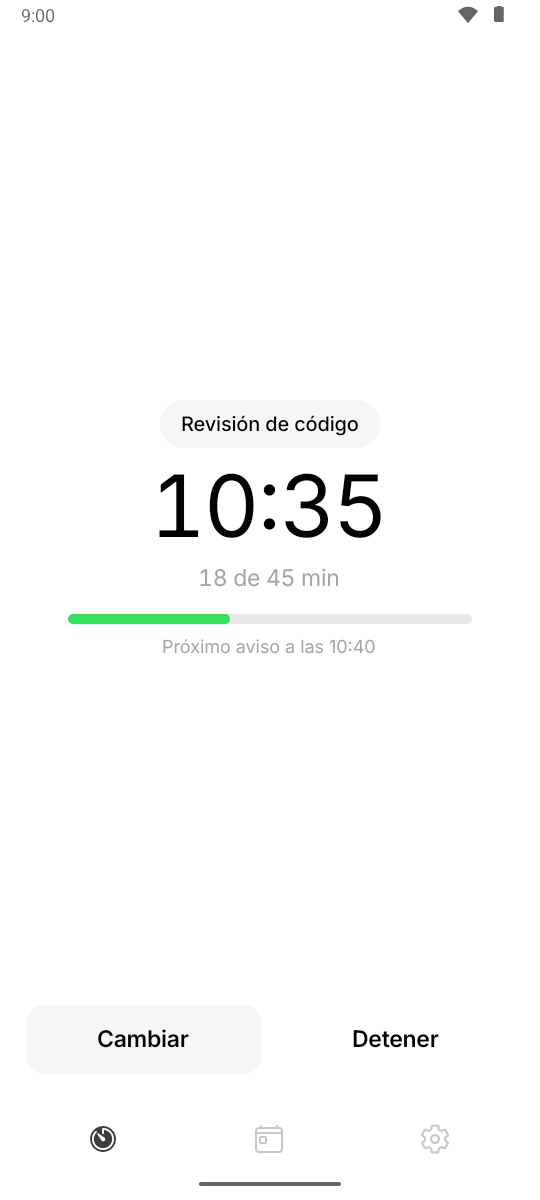 9:00
Revisión de código
10:35
18 de 45 min
Próximo aviso a las 10:40
Cambiar
Detener